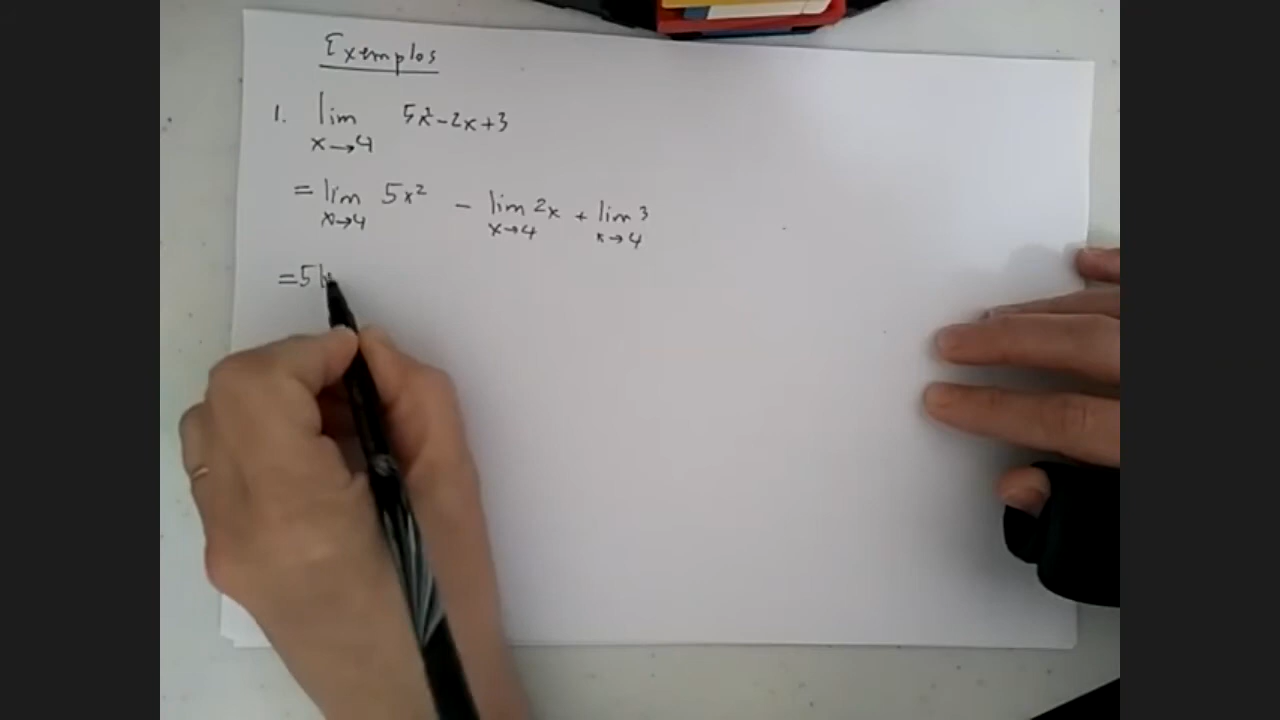 Exemplos
1. lim 5x²-2x+3
x→4
= lim 5x² - lim 2x + lim 3
x→4 x→4 x→4
=5